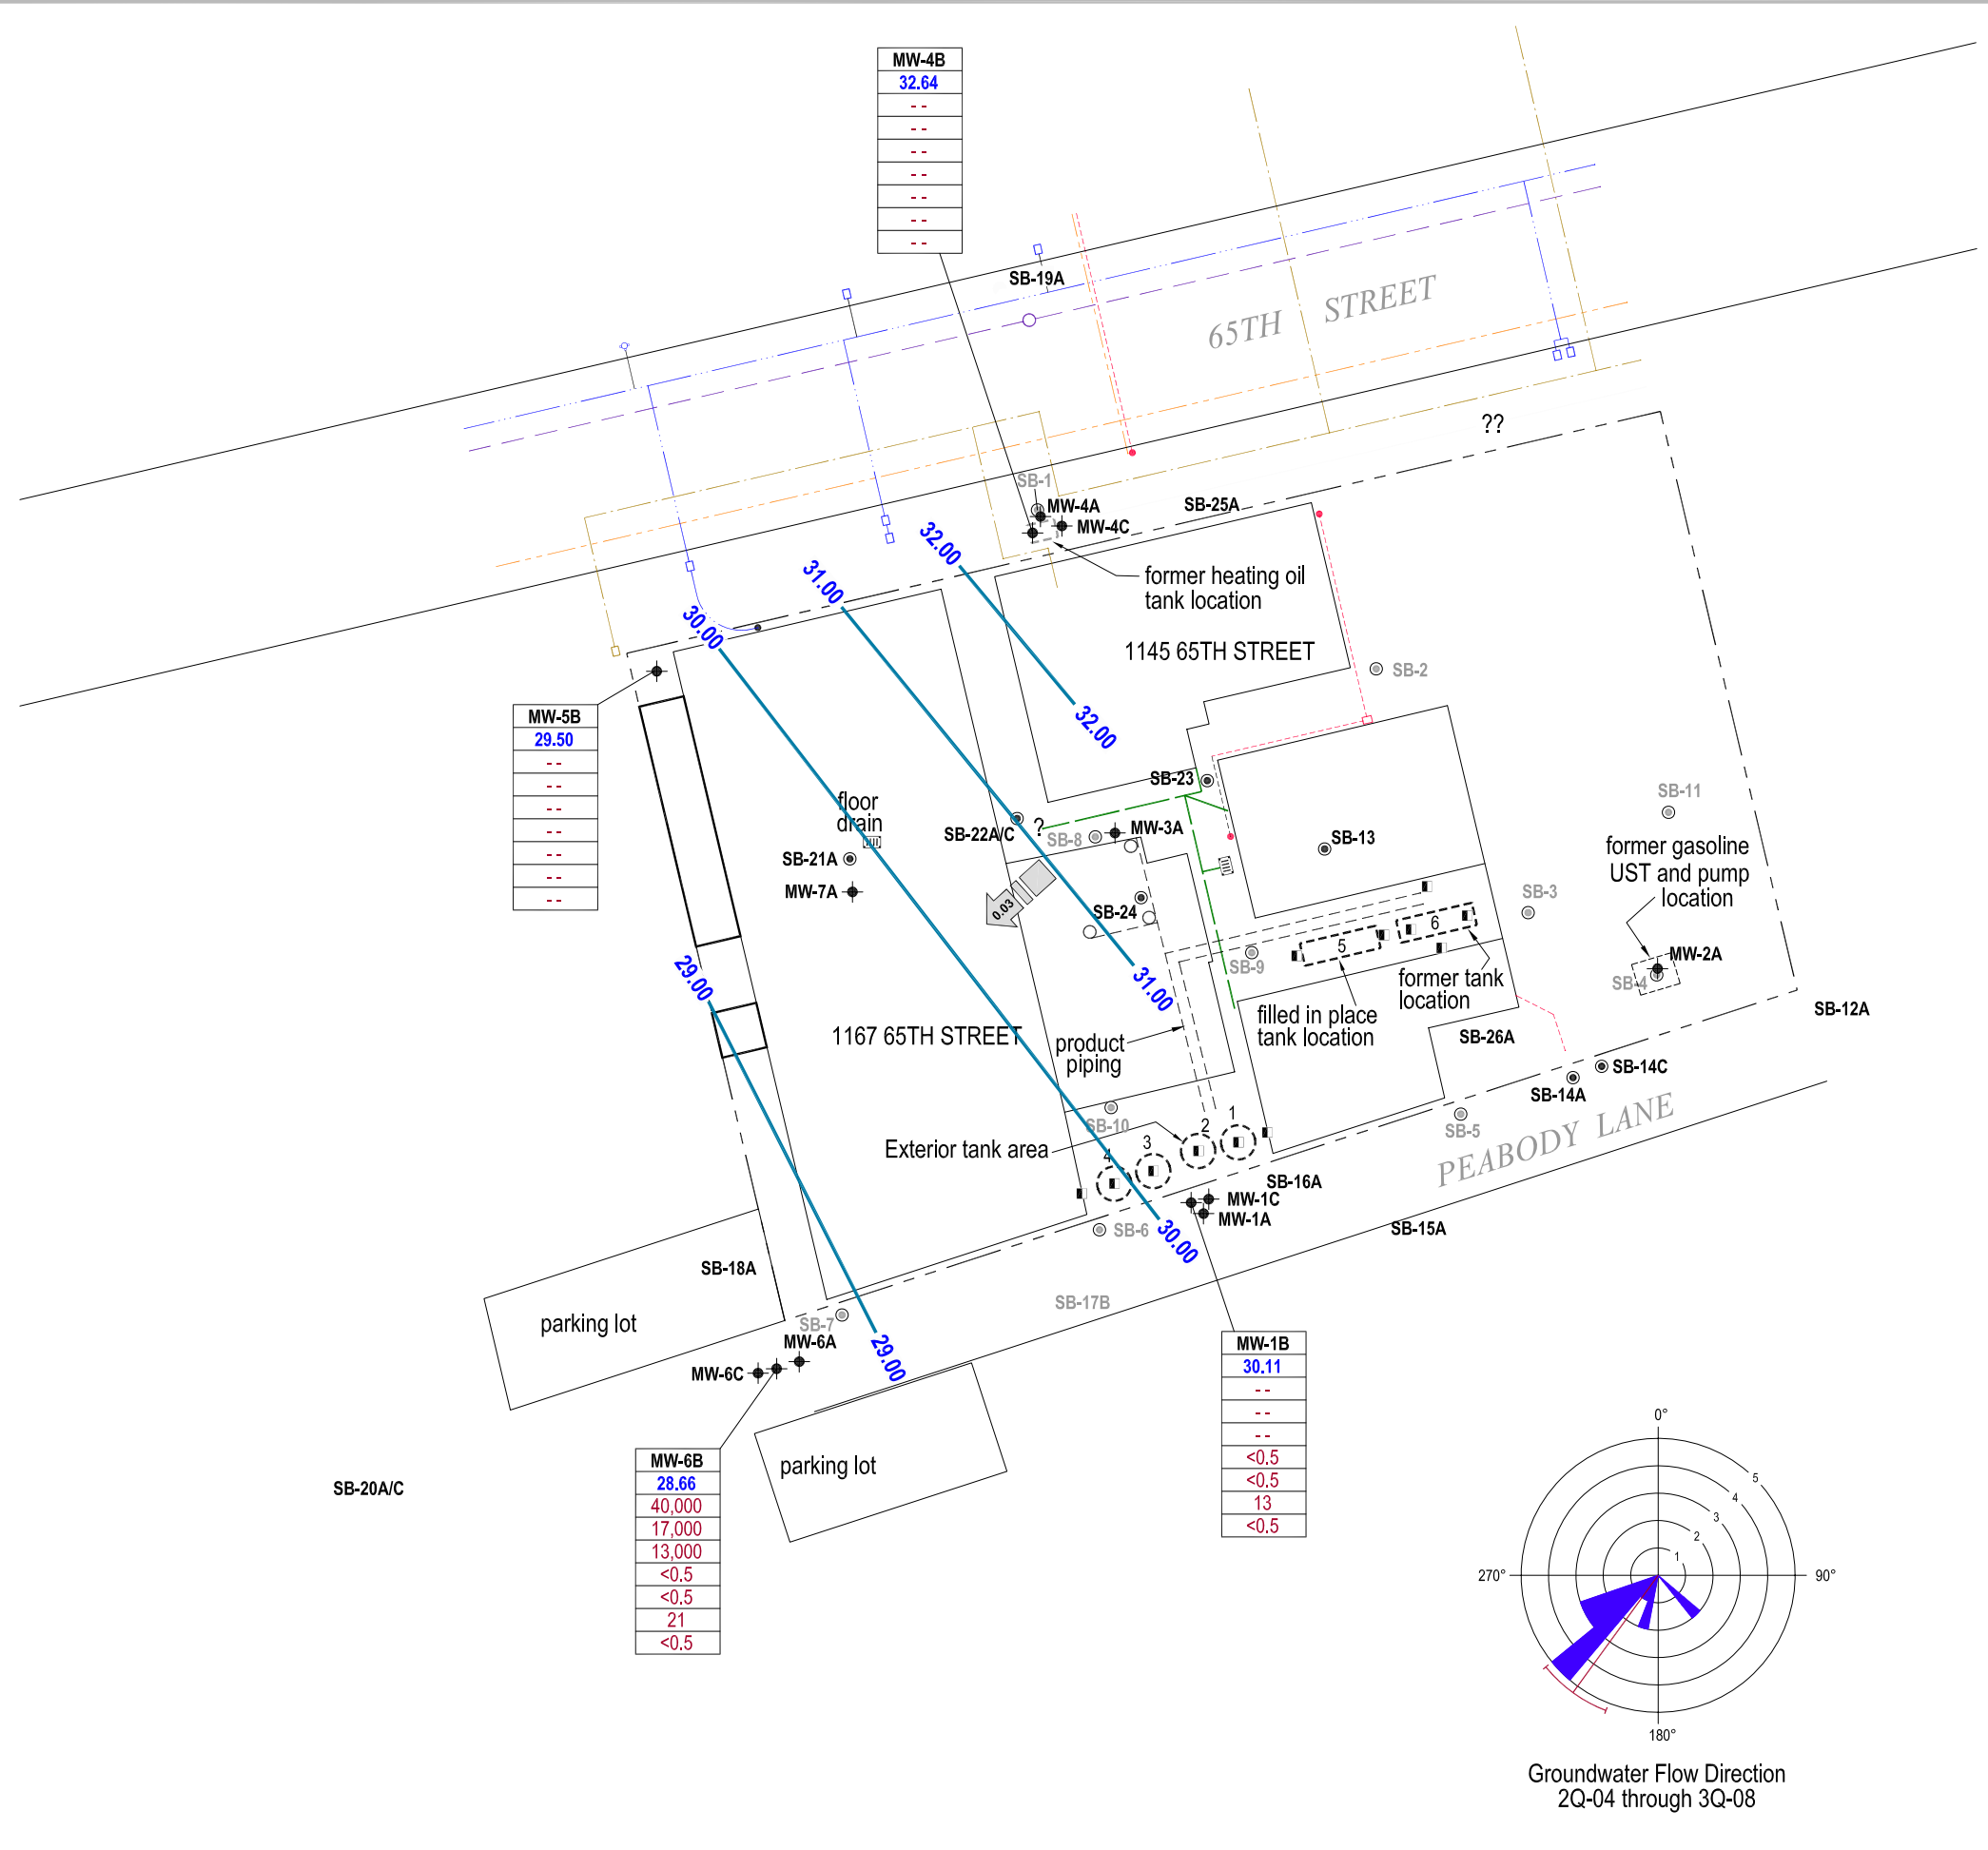 MW-4B
32.64
- -
- -
- -
- -
- -
- -
- -
SB-19A
65TH STREET
??
SB-1
MW-4A
MW-4C
SB-25A
32.00
31.00
30.00
former heating oil
tank location
1145 65TH STREET
SB-2
32.00
MW-5B
29.50
- -
- -
- -
- -
- -
- -
- -
SB-23
SB-11
floor
drain
SB-22A/C
?
SB-8
MW-3A
SB-13
SB-21A
MW-7A
former gasoline
UST and pump
location
0.03
SB-24
SB-3
6
5
SB-9
MW-2A
SB-4
29.00
31.00
former tank
location
filled in place
tank location
SB-12A
1167 65TH STREET
product
piping
SB-26A
SB-14C
SB-14A
SB-10
1
2
3
4
SB-5
PEABODY LANE
Exterior tank area
SB-16A
MW-1C
MW-1A
SB-6
30.00
SB-15A
SB-18A
SB-17B
parking lot
SB-7
MW-6A
MW-6C
29.00
MW-1B
30.11
- -
- -
- -
<0.5
<0.5
13
<0.5
parking lot
MW-6B
28.66
40,000
17,000
13,000
<0.5
<0.5
21
<0.5
SB-20A/C
0°
5
4
3
2
1
270°
90°
180°
Groundwater Flow Direction
2Q-04 through 3Q-08